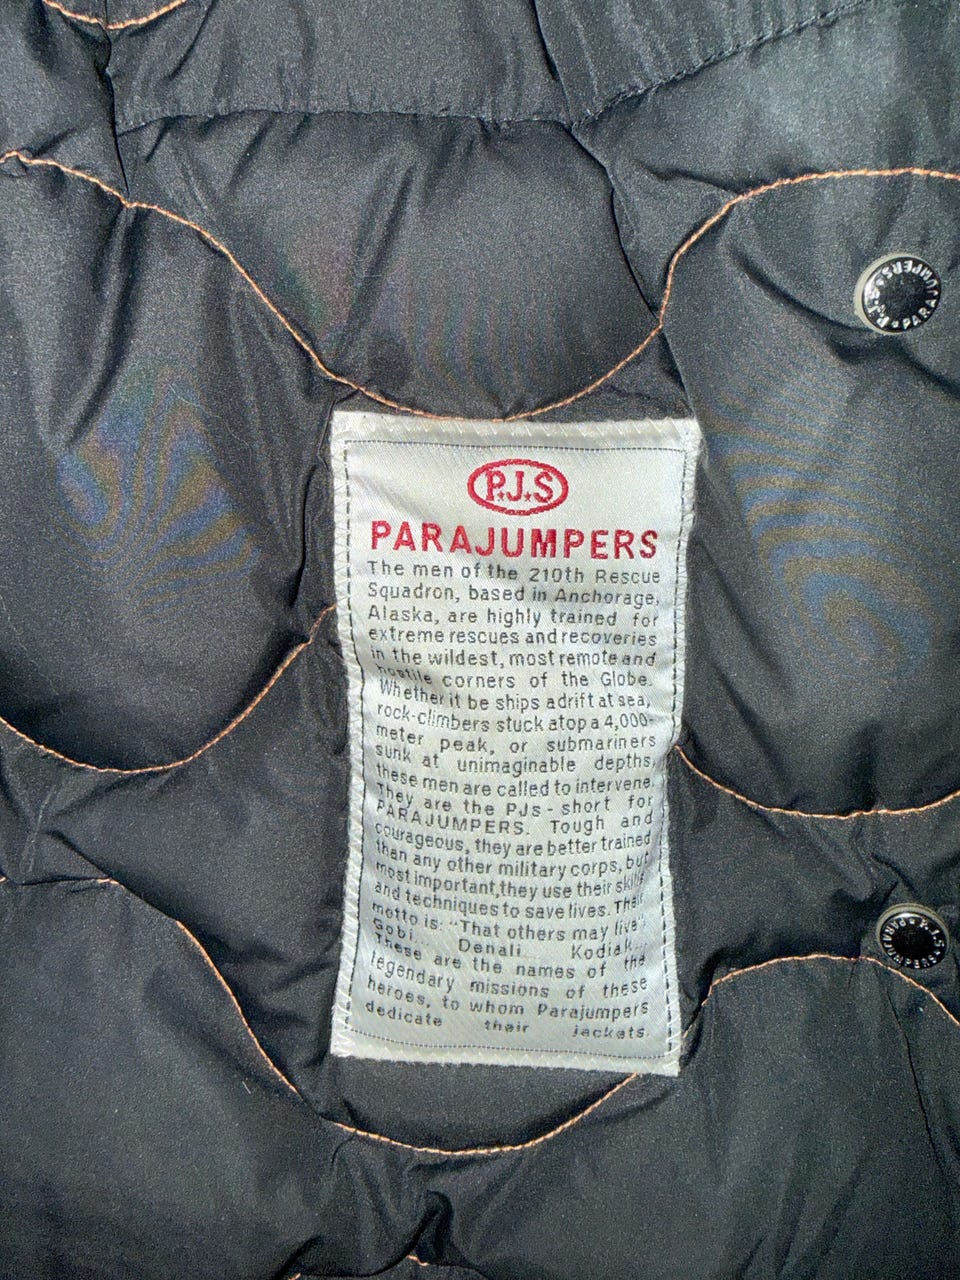 PARAJUMPERS ★ P.J.S ★
P.J.S
PARAJUMPERS
The men of the 210th Rescue
Squadron, based in Anchorage,
Alaska, are highly trained for
extreme rescues and recoveries
in the wildest, most remote and
hostile corners of the Globe.
Whether it be ships adrift at sea,
rock-climbers stuck atop a 4,000-
meter peak, or submariners
sunk at unimaginable depths,
these men are called to intervene.
They are the PJs - short for
PARAJUMPERS. Tough and
courageous, they are better trained
than any other military corps, but
most important, they use their skills
and techniques to save lives. Their
motto is: "That others may live"
Gobi... Denali... Kodiak...
These are the names of the
legendary missions of these
heroes, to whom Parajumpers
dedicate their jackets.
P.J.S ★ PARAJUMPERS ★